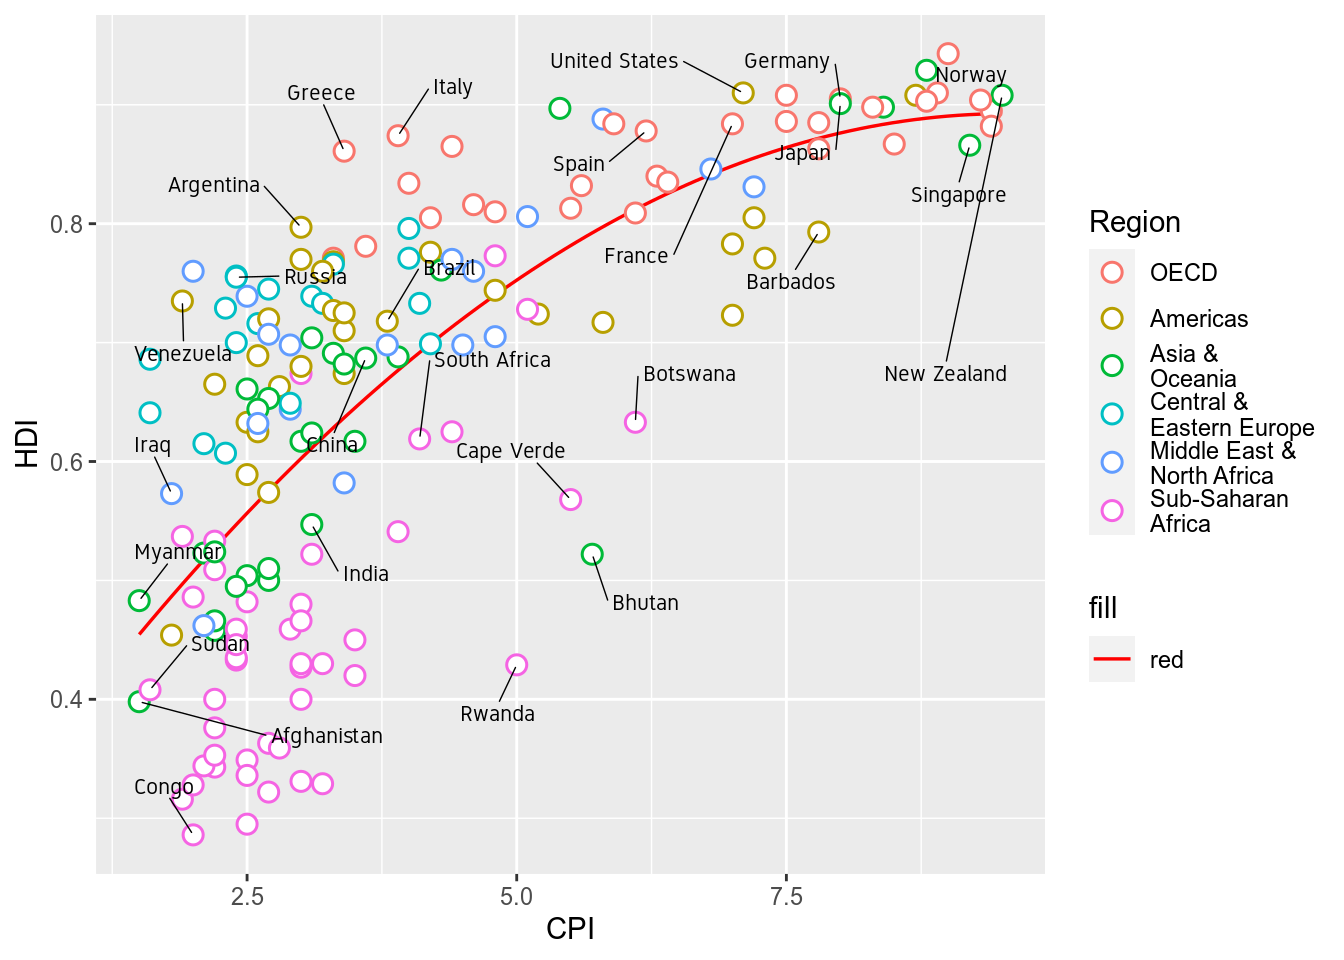 United States
Germany
Norway
Greece
Italy
Spain
Japan
Argentina
Singapore
France
Russia
Brazil
Barbados
Venezuela
South Africa
Botswana
New Zealand
Iraq
China
Cape Verde
Myanmar
India
Bhutan
Sudan
Rwanda
Afghanistan
Congo
0.8
0.6
0.4
HDI
2.5
5.0
7.5
CPI
Region
OECD
Americas
Asia &
Oceania
Central &
Eastern Europe
Middle East &
North Africa
Sub-Saharan
Africa
fill
red